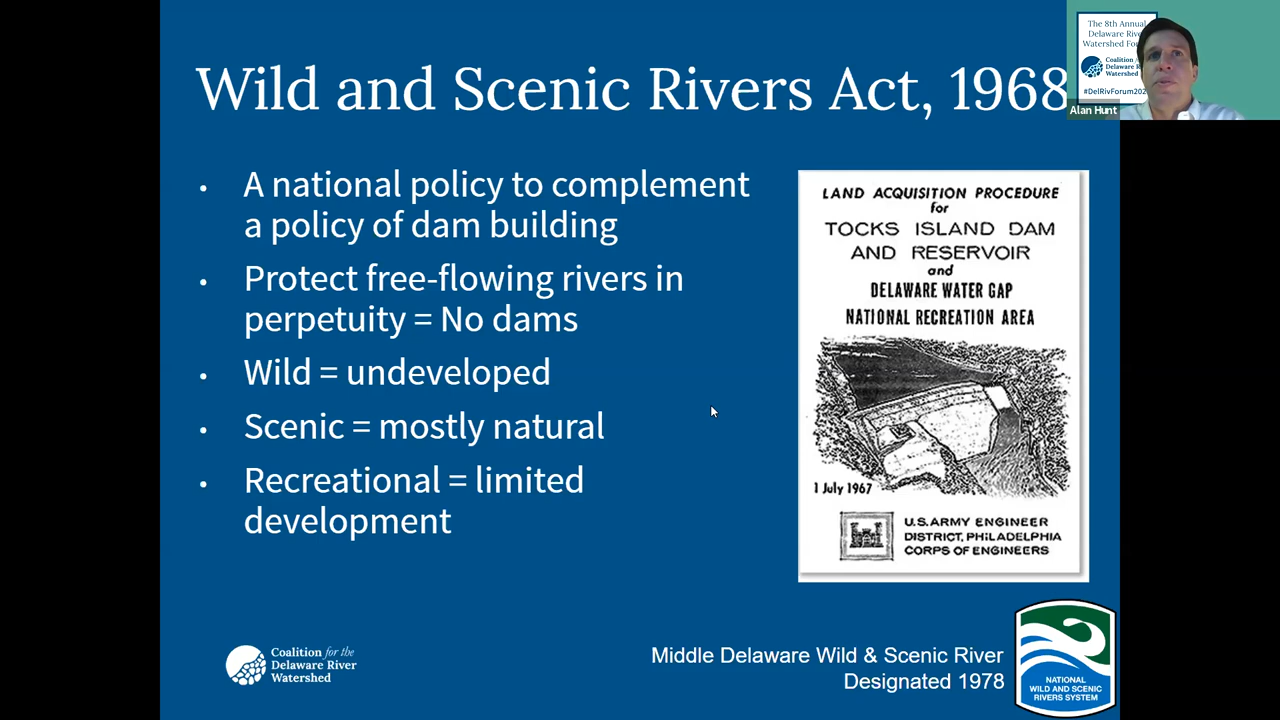 Wild and Scenic Rivers Act, 1968
The 8th Annual
Delaware
Watershed
Coalition
Delaware
Watershed
Alan Hunt
• A national policy to complement
a policy of dam building
• Protect free-flowing rivers in
perpetuity = No dams
• Wild = undeveloped
• Scenic = mostly natural
• Recreational = limited
development
LAND ACQUISITION PROCEDURE
for
TOCKS ISLAND DAM
AND RESERVOIR
and
DELAWARE WATER GAP
NATIONAL RECREATION AREA
1 July 1967
U.S. ARMY ENGINEER
DISTRICT, PHILADELPHIA
CORPS OF ENGINEERS
Coalition for the
Delaware River
Watershed
Middle Delaware Wild & Scenic River
Designated 1978
NATIONAL
WILD AND SCENIC
RIVERS SYSTEM